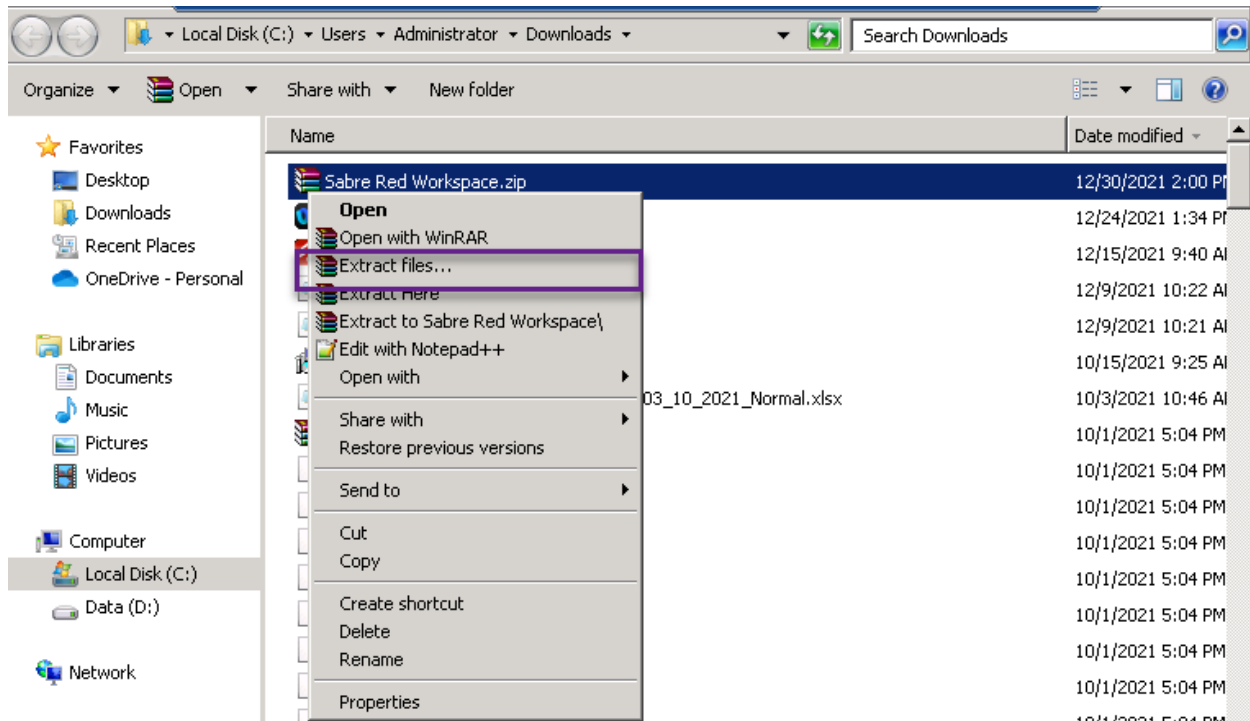 Local Disk (C:) Users Administrator Downloads Search Downloads
Organize Open Share with New folder
Name Date modified
Favorites
Desktop
Downloads
Recent Places
OneDrive - Personal
Libraries
Documents
Music
Pictures
Videos
Computer
Local Disk (C:)
Data (D:)
Network
Sabre Red Workspace.zip 12/30/2021 2:00 PM
Open
Open with WinRAR
Extract files...
Extract Here
Extract to Sabre Red Workspace\
Edit with Notepad++
Open with
Share with
Restore previous versions
Send to
Cut
Copy
Create shortcut
Delete
Rename
Properties
03_10_2021_Normal.xlsx
12/24/2021 1:34 PM
12/15/2021 9:40 AM
12/9/2021 10:22 AM
12/9/2021 10:21 AM
10/15/2021 9:25 AM
10/3/2021 10:46 AM
10/1/2021 5:04 PM
10/1/2021 5:04 PM
10/1/2021 5:04 PM
10/1/2021 5:04 PM
10/1/2021 5:04 PM
10/1/2021 5:04 PM
10/1/2021 5:04 PM
10/1/2021 5:04 PM
10/1/2021 5:04 PM